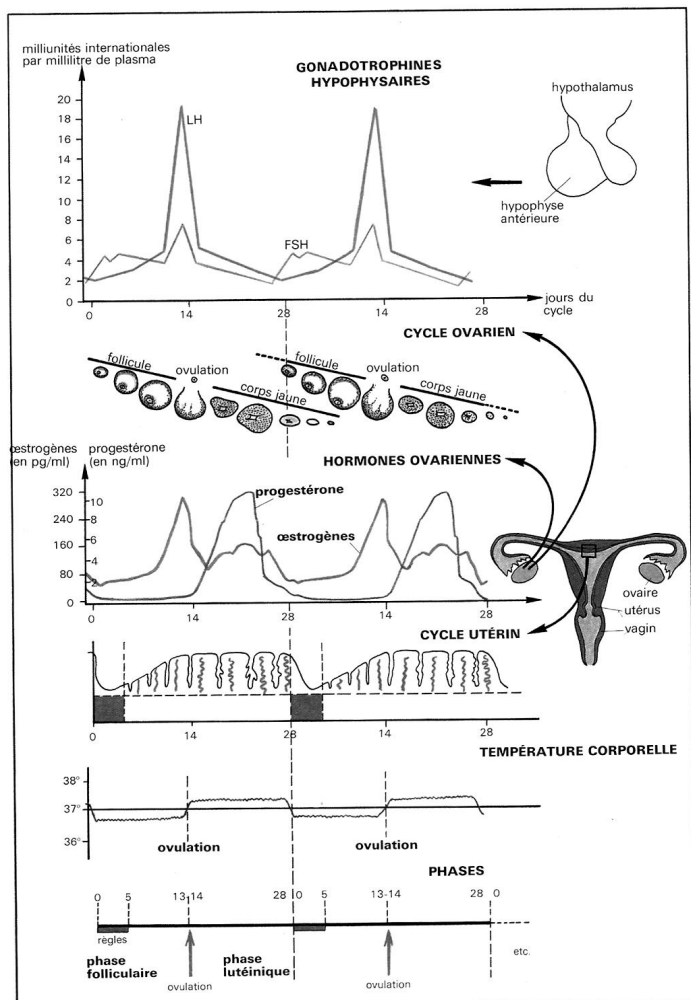 milliunités internationales
par millilitre de plasma
GONADOTROPHINES
HYPOPHYSAIRES
hypothalamus
20
18
16
14
12
10
8
6
4
2
0
LH
FSH
hypophyse
antérieure
0
14
28
14
28
jours du
cycle
CYCLE OVARIEN
follicule
ovulation
corps jaune
follicule
ovulation
corps jaune
œstrogènes
(en pg/ml)
progestérone
(en ng/ml)
HORMONES OVARIENNES
320
240
160
80
0
10
8
6
4
2
progestérone
œstrogènes
0
14
28
14
28
ovaire
utérus
vagin
CYCLE UTÉRIN
0
14
28
14
28
TEMPÉRATURE CORPORELLE
38°
37°
36°
ovulation
ovulation
PHASES
0 5 13-14 28 0 5 13-14 28 0
règles
etc.
phase
folliculaire
phase
lutéinique
ovulation
ovulation